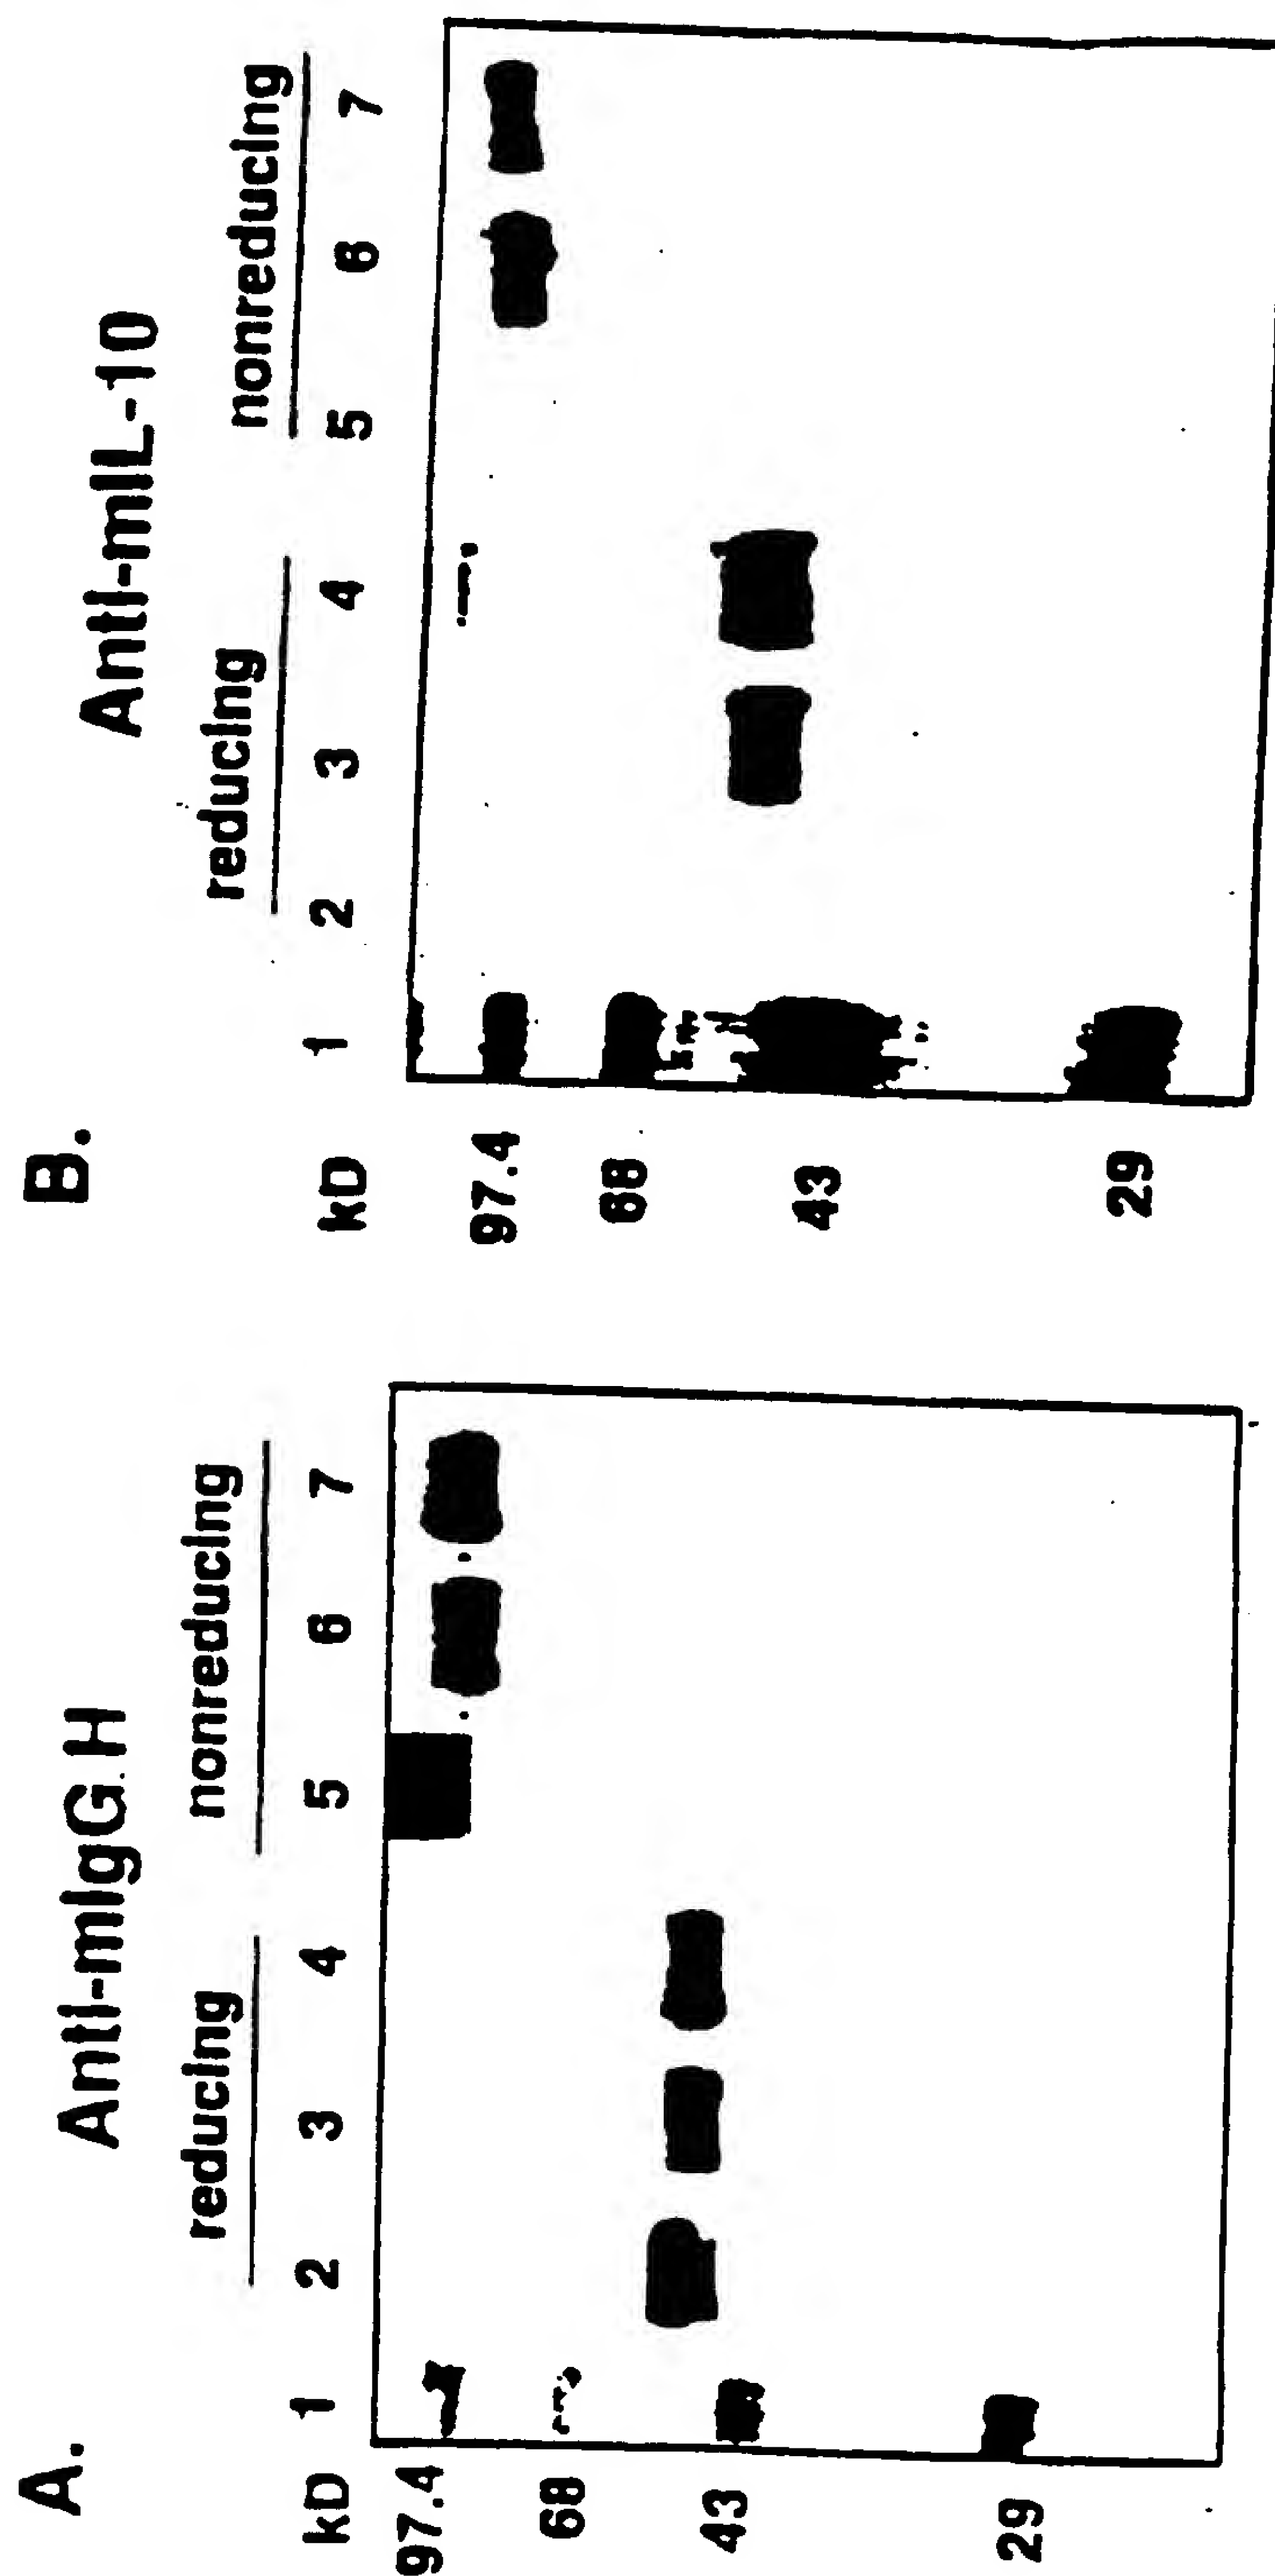 A.
Anti-mIgG.H
reducing nonreducing
kD 1 2 3 4 5 6 7
97.4
68
43
29
B.
Anti-mIL-10
reducing nonreducing
kD 1 2 3 4 5 6 7
97.4
68
43
29